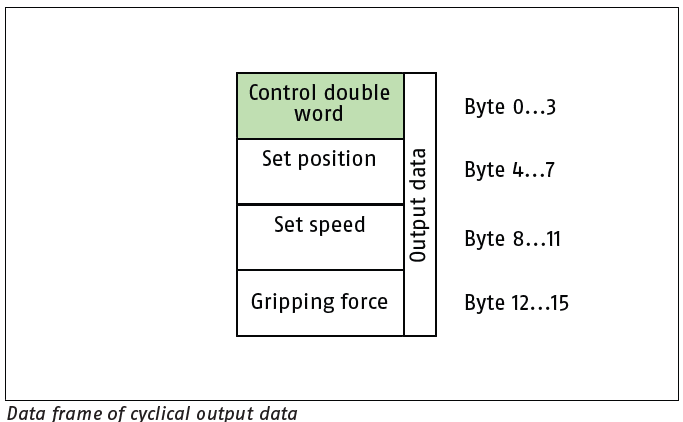 Control double
word
Byte 0...3
Set position
Byte 4...7
Set speed
Byte 8...11
Gripping force
Byte 12...15
Output data
Data frame of cyclical output data